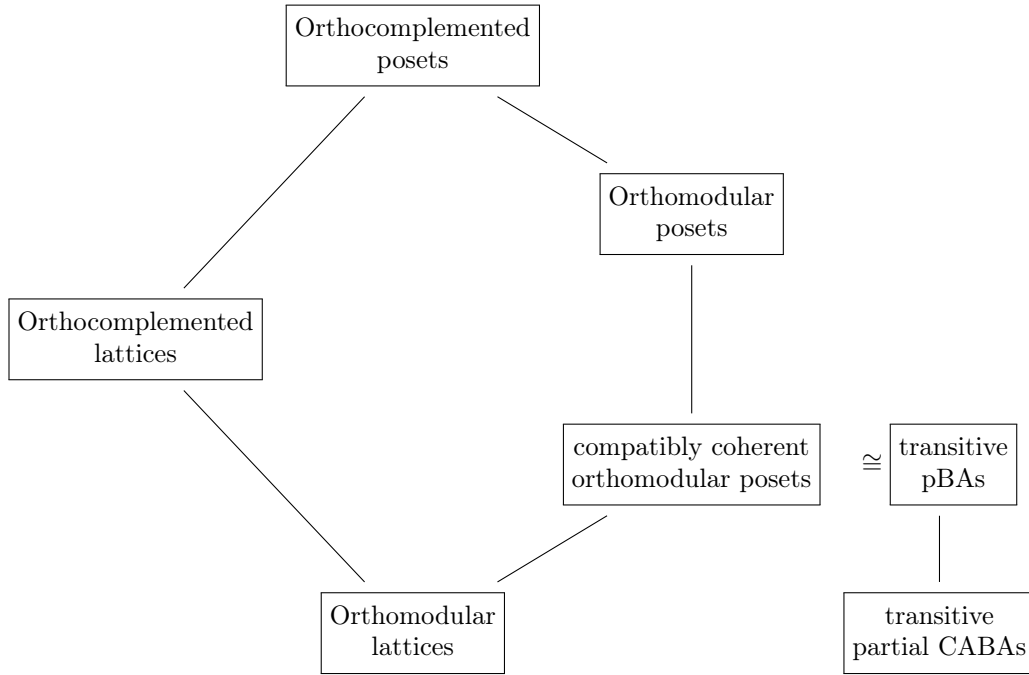 Orthocomplemented
posets
Orthomodular
posets
Orthocomplemented
lattices
compatibly coherent
orthomodular posets
≅
transitive
pBAs
Orthomodular
lattices
transitive
partial CABAs